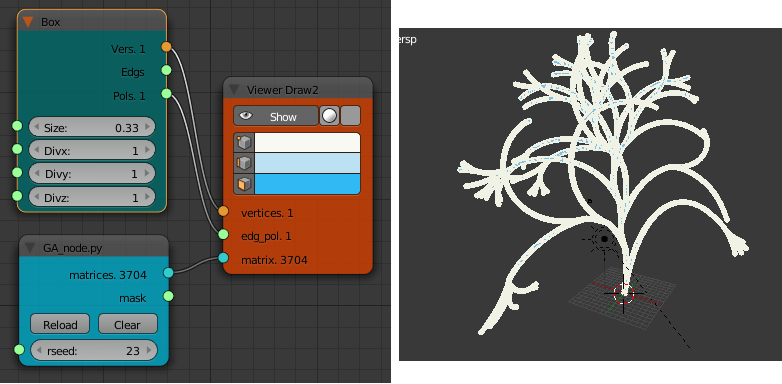 Box
Vers. 1
Edgs
Pols. 1
Size: 0.33
Divx: 1
Divy: 1
Divz: 1
GA_node.py
matrices. 3704
mask
Reload Clear
rseed: 23
Viewer Draw2
Show
vertices. 1
edg_pol. 1
matrix. 3704
ersp